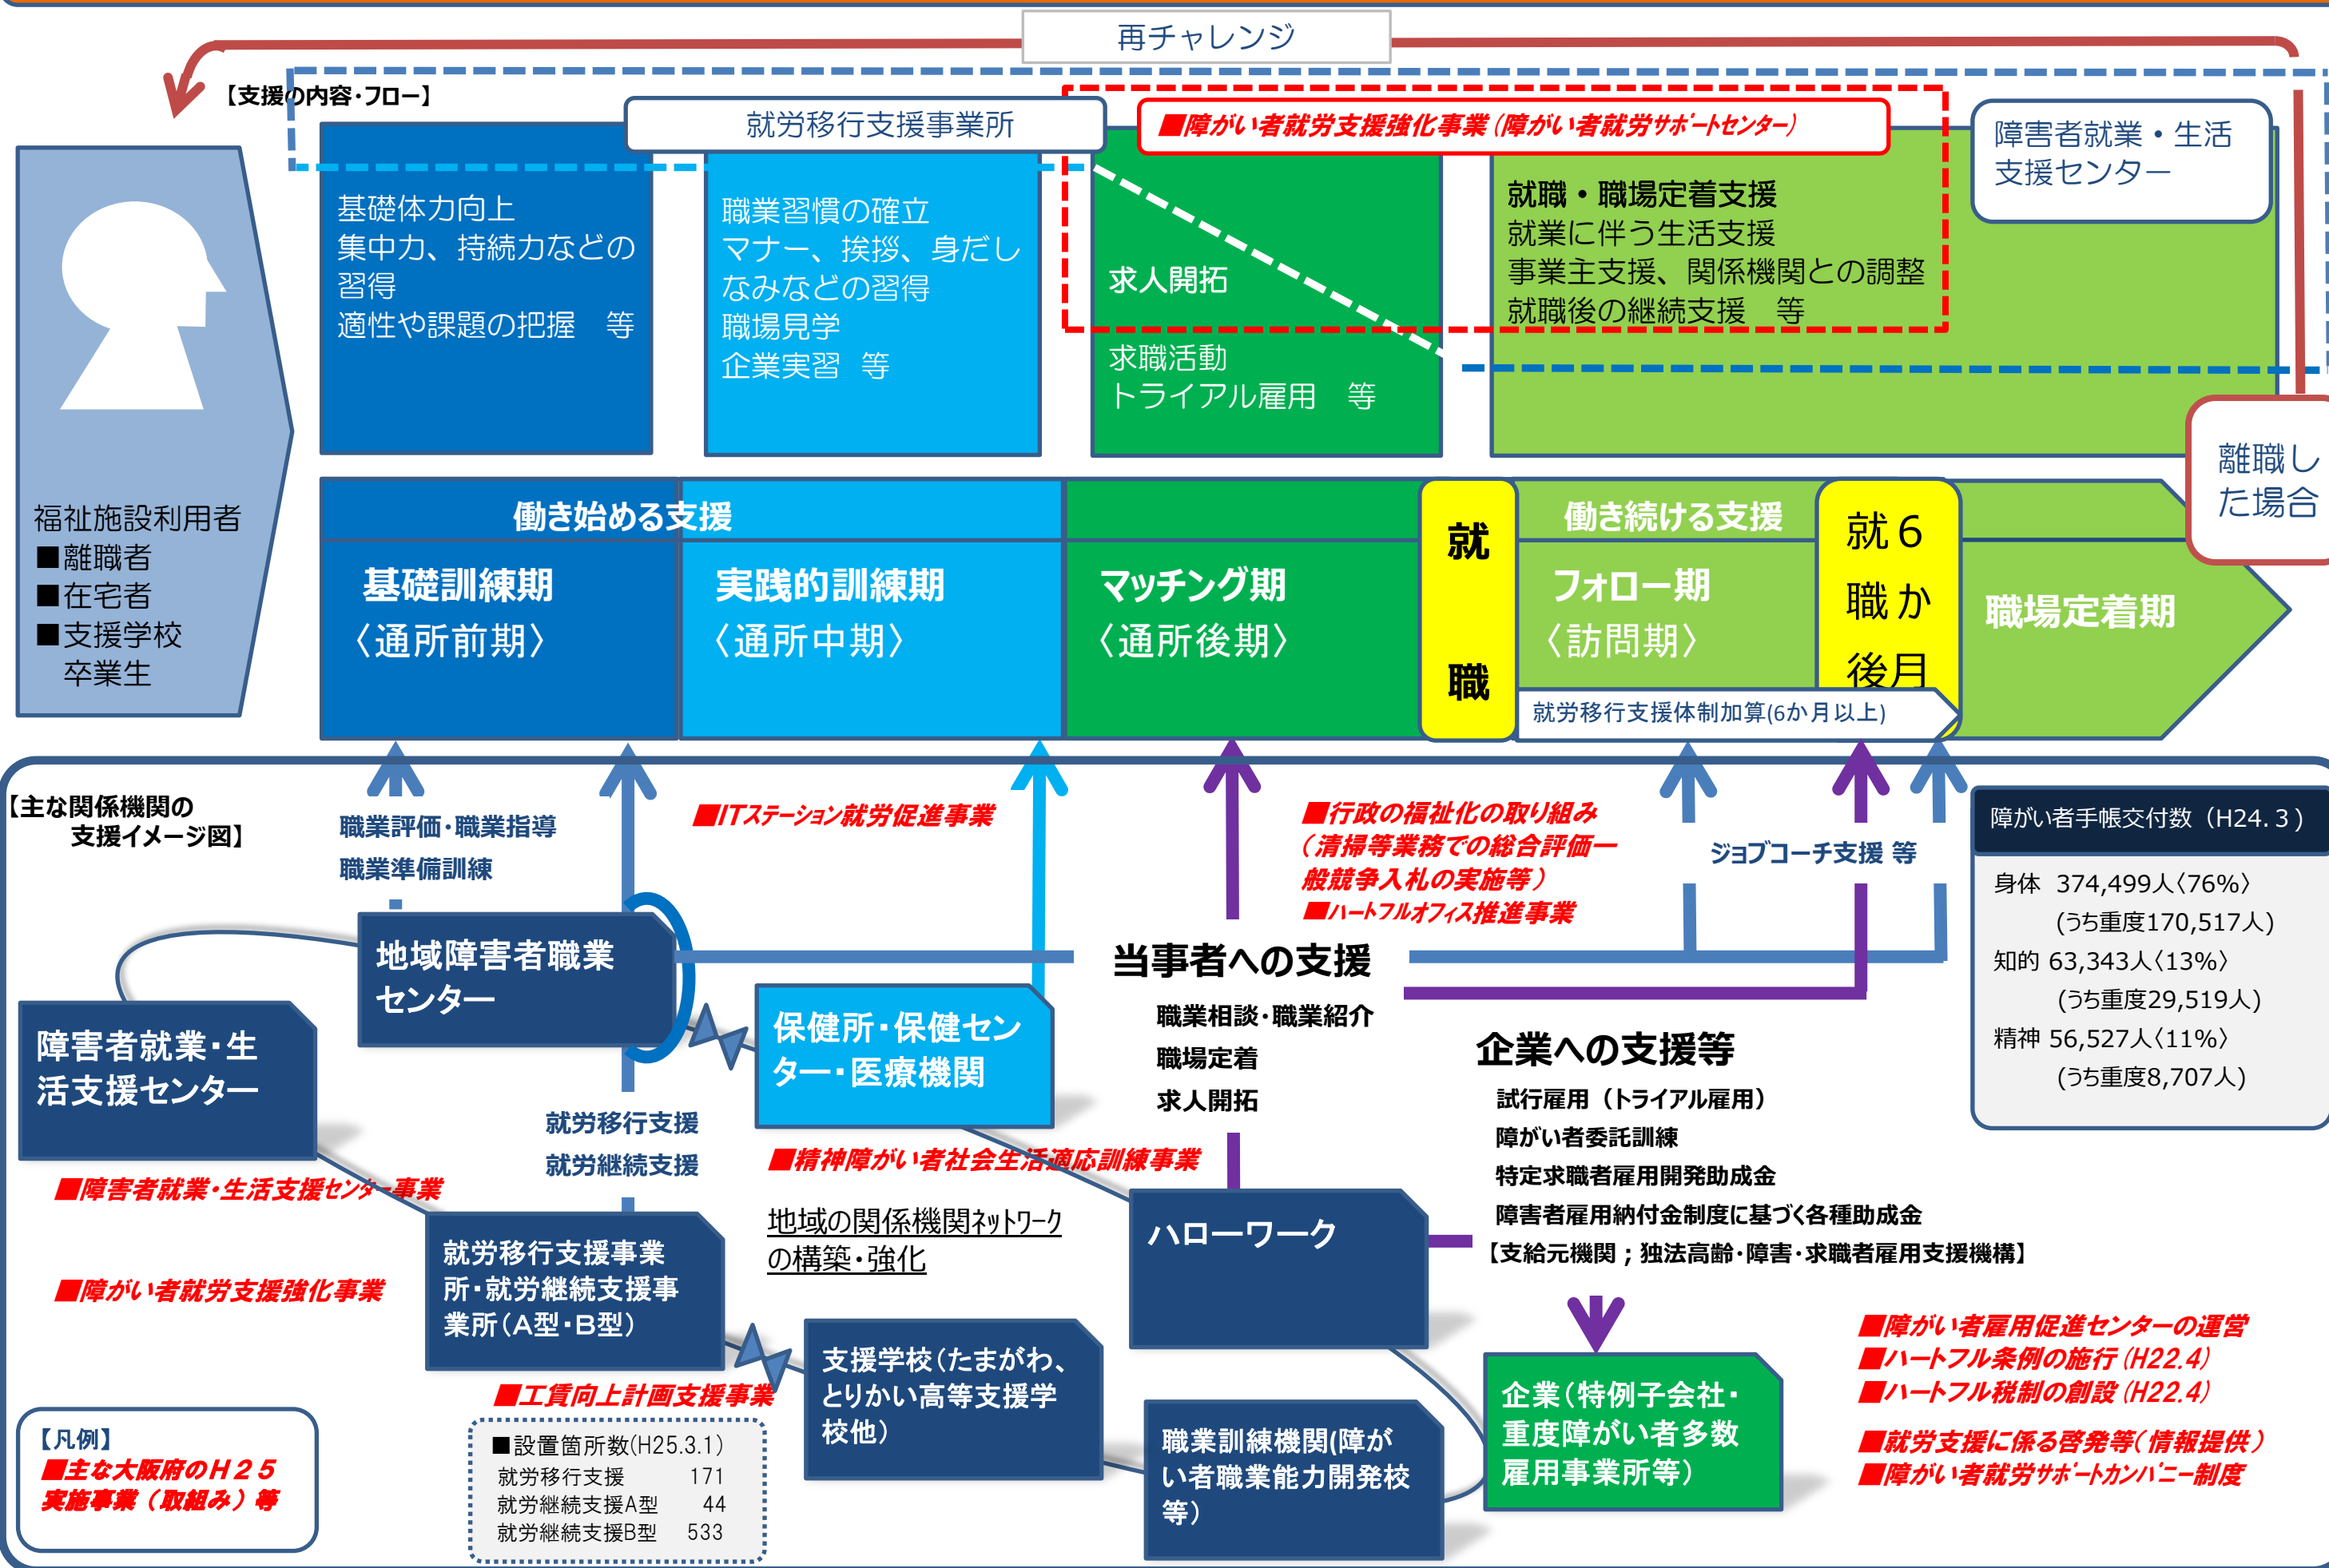 再チャレンジ
【支援の内容・フロー】
就労移行支援事業所
■障がい者就労支援強化事業(障がい者就労サポートセンター)
障害者就業・生活
支援センター
基礎体力向上
集中力、持続力などの
習得
適性や課題の把握　等
職業習慣の確立
マナー、挨拶、身だし
なみなどの習得
職場見学
企業実習　等
求人開拓
求職活動
トライアル雇用　等
就職・職場定着支援
就業に伴う生活支援
事業主支援、関係機関との調整
就職後の継続支援　等
離職し
た場合
福祉施設利用者
■離職者
■在宅者
■支援学校
卒業生
働き始める支援
働き続ける支援
基礎訓練期
〈通所前期〉
実践的訓練期
〈通所中期〉
マッチング期
〈通所後期〉
就
職
フォロー期
〈訪問期〉
就６
職か
後月
職場定着期
就労移行支援体制加算(6か月以上)
【主な関係機関の
支援イメージ図】
職業評価・職業指導
職業準備訓練
■ITステーション就労促進事業
■行政の福祉化の取り組み
（清掃等業務での総合評価一
般競争入札の実施等）
■ハートフルオフィス推進事業
ジョブコーチ支援 等
障がい者手帳交付数（H24.３）
身体 374,499人〈76%〉
(うち重度170,517人)
知的 63,343人〈13%〉
(うち重度29,519人)
精神 56,527人〈11%〉
(うち重度8,707人)
地域障害者職業
センター
当事者への支援
職業相談・職業紹介
職場定着
求人開拓
障害者就業・生
活支援センター
保健所・保健セン
ター・医療機関
企業への支援等
試行雇用（トライアル雇用）
障がい者委託訓練
特定求職者雇用開発助成金
障害者雇用納付金制度に基づく各種助成金
【支給元機関；独法高齢・障害・求職者雇用支援機構】
就労移行支援
就労継続支援
■精神障がい者社会生活適応訓練事業
■障害者就業・生活支援センター事業
地域の関係機関ネットワーク
の構築・強化
ハローワーク
就労移行支援事業
所・就労継続支援事
業所（A型・B型）
■障がい者就労支援強化事業
支援学校（たまがわ、
とりかい高等支援学
校他）
■工賃向上計画支援事業
企業（特例子会社・
重度障がい者多数
雇用事業所等）
■障がい者雇用促進センターの運営
■ハートフル条例の施行(H22.4)
■ハートフル税制の創設(H22.4)
■就労支援に係る啓発等（情報提供）
■障がい者就労サポートカンパニー制度
職業訓練機関(障が
い者職業能力開発校
等)
【凡例】
■主な大阪府のＨ２５
実施事業（取組み）等
■設置箇所数(H25.3.1)
就労移行支援　171
就労継続支援A型　44
就労継続支援B型　533